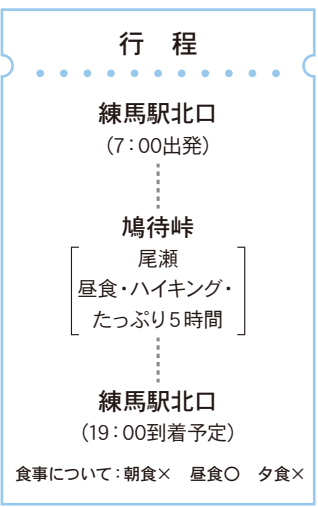 行　程
練馬駅北口
(7：00出発)
鳩待峠
尾瀬
昼食・ハイキング・
たっぷり5時間
練馬駅北口
(19：00到着予定)
食事について：朝食×　昼食〇　夕食×